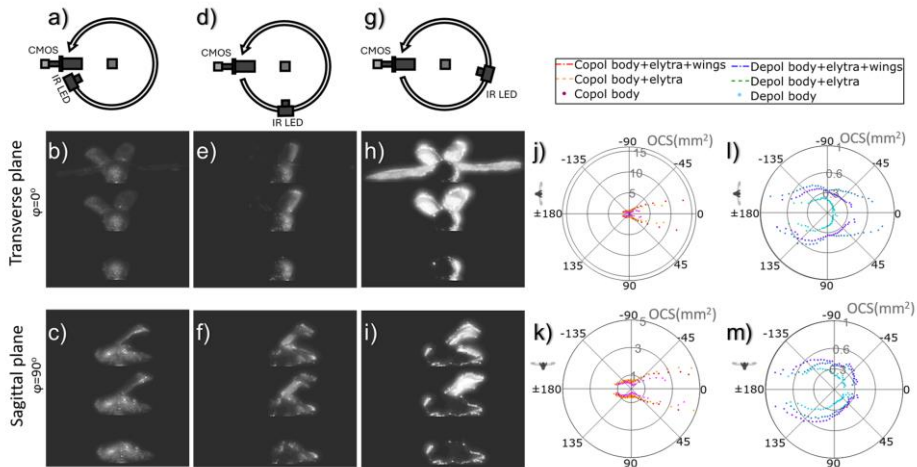 a)
d)
g)
CMOS
IR LED
CMOS
IR LED
CMOS
IR LED
Copol body+elytra+wings
Copol body+elytra
Copol body
Depol body+elytra+wings
Depol body+elytra
Depol body
Transverse plane
φ=0°
b)
e)
h)
j)
-90
OCS(mm²)
-135
-45
15
10
5
±180
0
135
45
90
l)
-90
OCS(mm²)
-135
-45
1
0.6
±180
0
135
45
90
Sagittal plane
φ=90°
c)
f)
i)
k)
-90
OCS(mm²)
-135
-45
5
3
1
±180
0
135
45
90
m)
-90
OCS(mm²)
-135
-45
1
0.6
±180
0
135
45
90